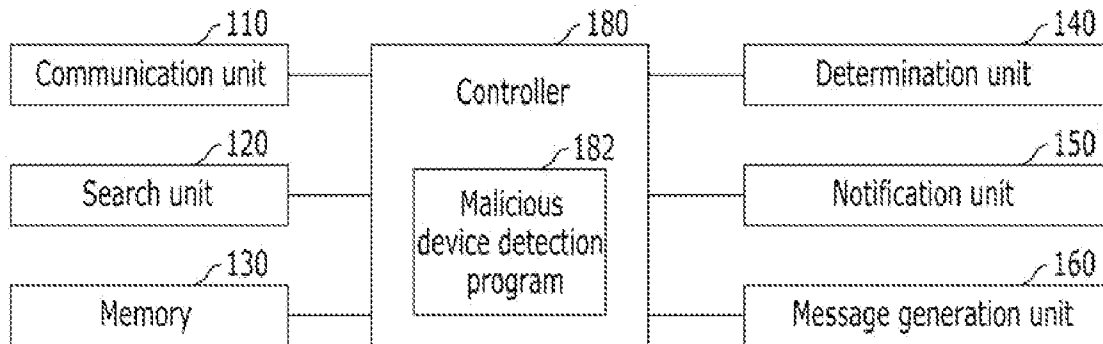 110
Communication unit
120
Search unit
130
Memory
180
Controller
182
Malicious
device detection
program
140
Determination unit
150
Notification unit
160
Message generation unit